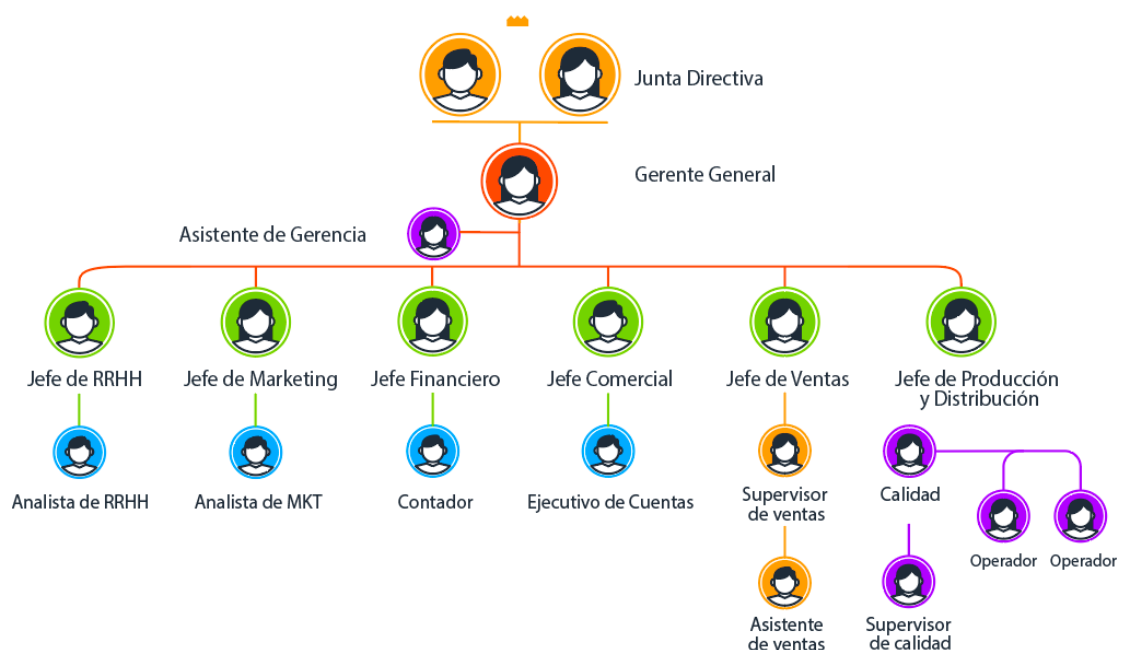 Junta Directiva
Gerente General
Asistente de Gerencia
Jefe de RRHH
Jefe de Marketing
Jefe Financiero
Jefe Comercial
Jefe de Ventas
Jefe de Producción
y Distribución
Analista de RRHH
Analista de MKT
Contador
Ejecutivo de Cuentas
Supervisor
de ventas
Calidad
Operador
Operador
Asistente
de ventas
Supervisor
de calidad